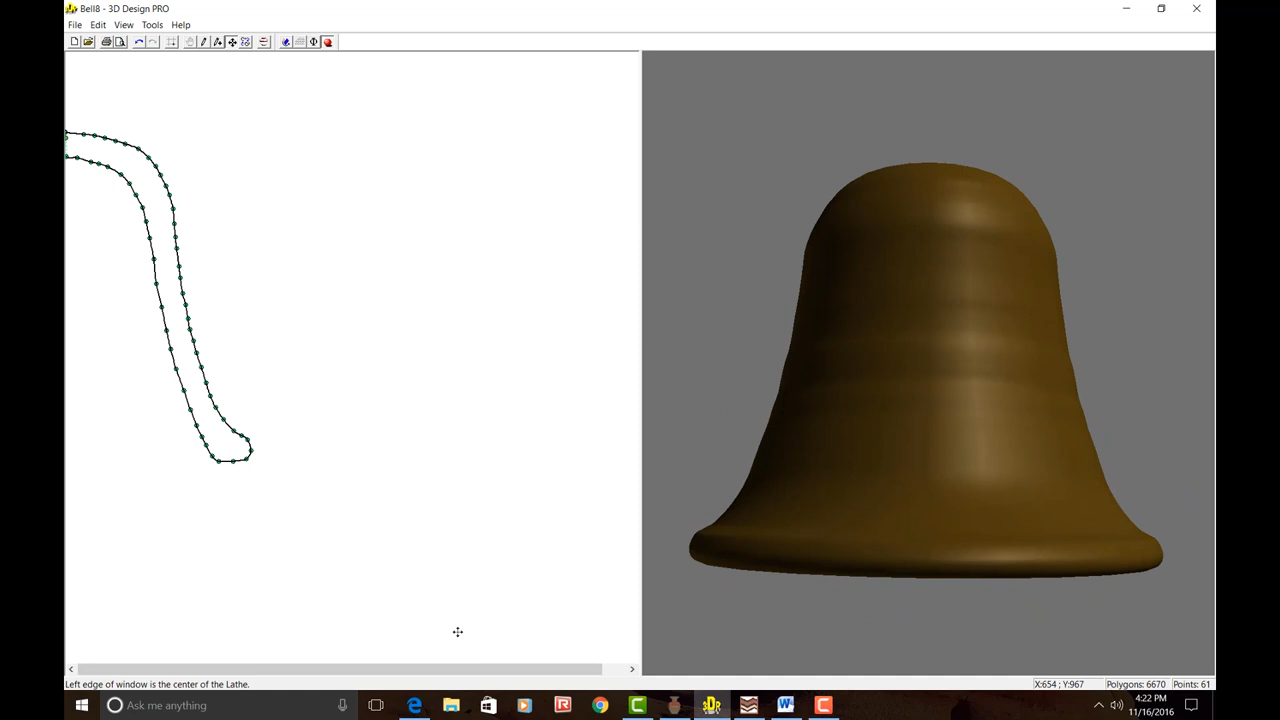 Bell8 - 3D Design PRO
File Edit View Tools Help
Left edge of window is the center of the Lathe.
X:654 ; Y:967 Polygons: 6670 Points: 61
Ask me anything
4:22 PM
11/16/2016